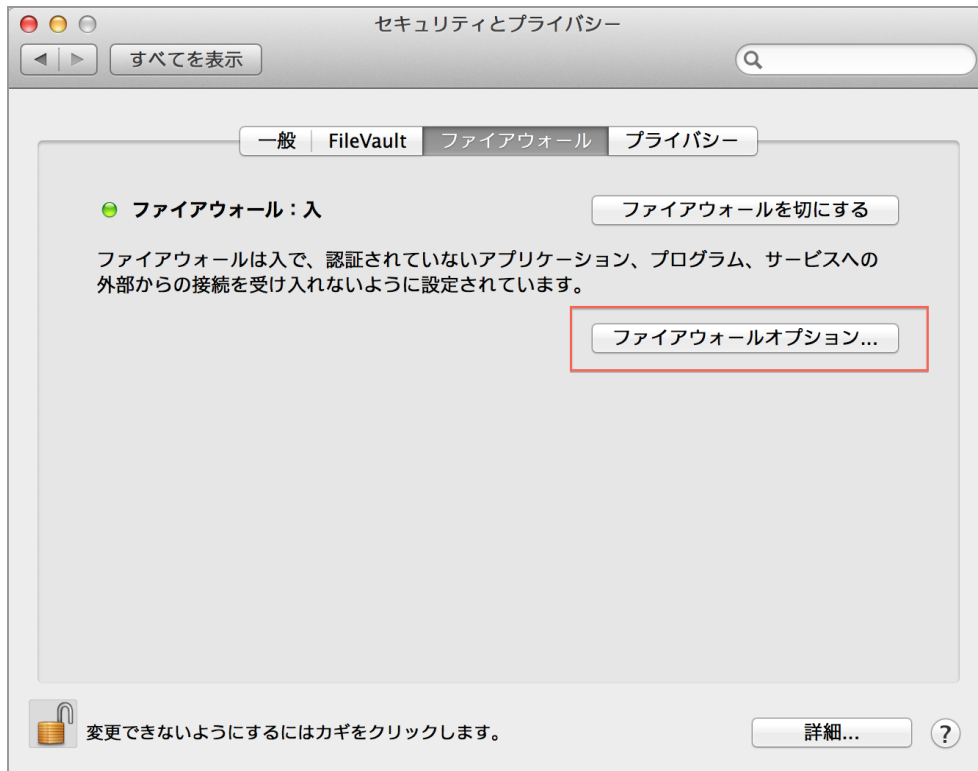 セキュリティとプライバシー
すべてを表示
一般 FileVault ファイアウォール プライバシー
ファイアウォール：入 ファイアウォールを切にする
ファイアウォールは入で、認証されていないアプリケーション、プログラム、サービスへの
外部からの接続を受け入れないように設定されています。
ファイアウォールオプション...
変更できないようにするにはカギをクリックします。 詳細... ?